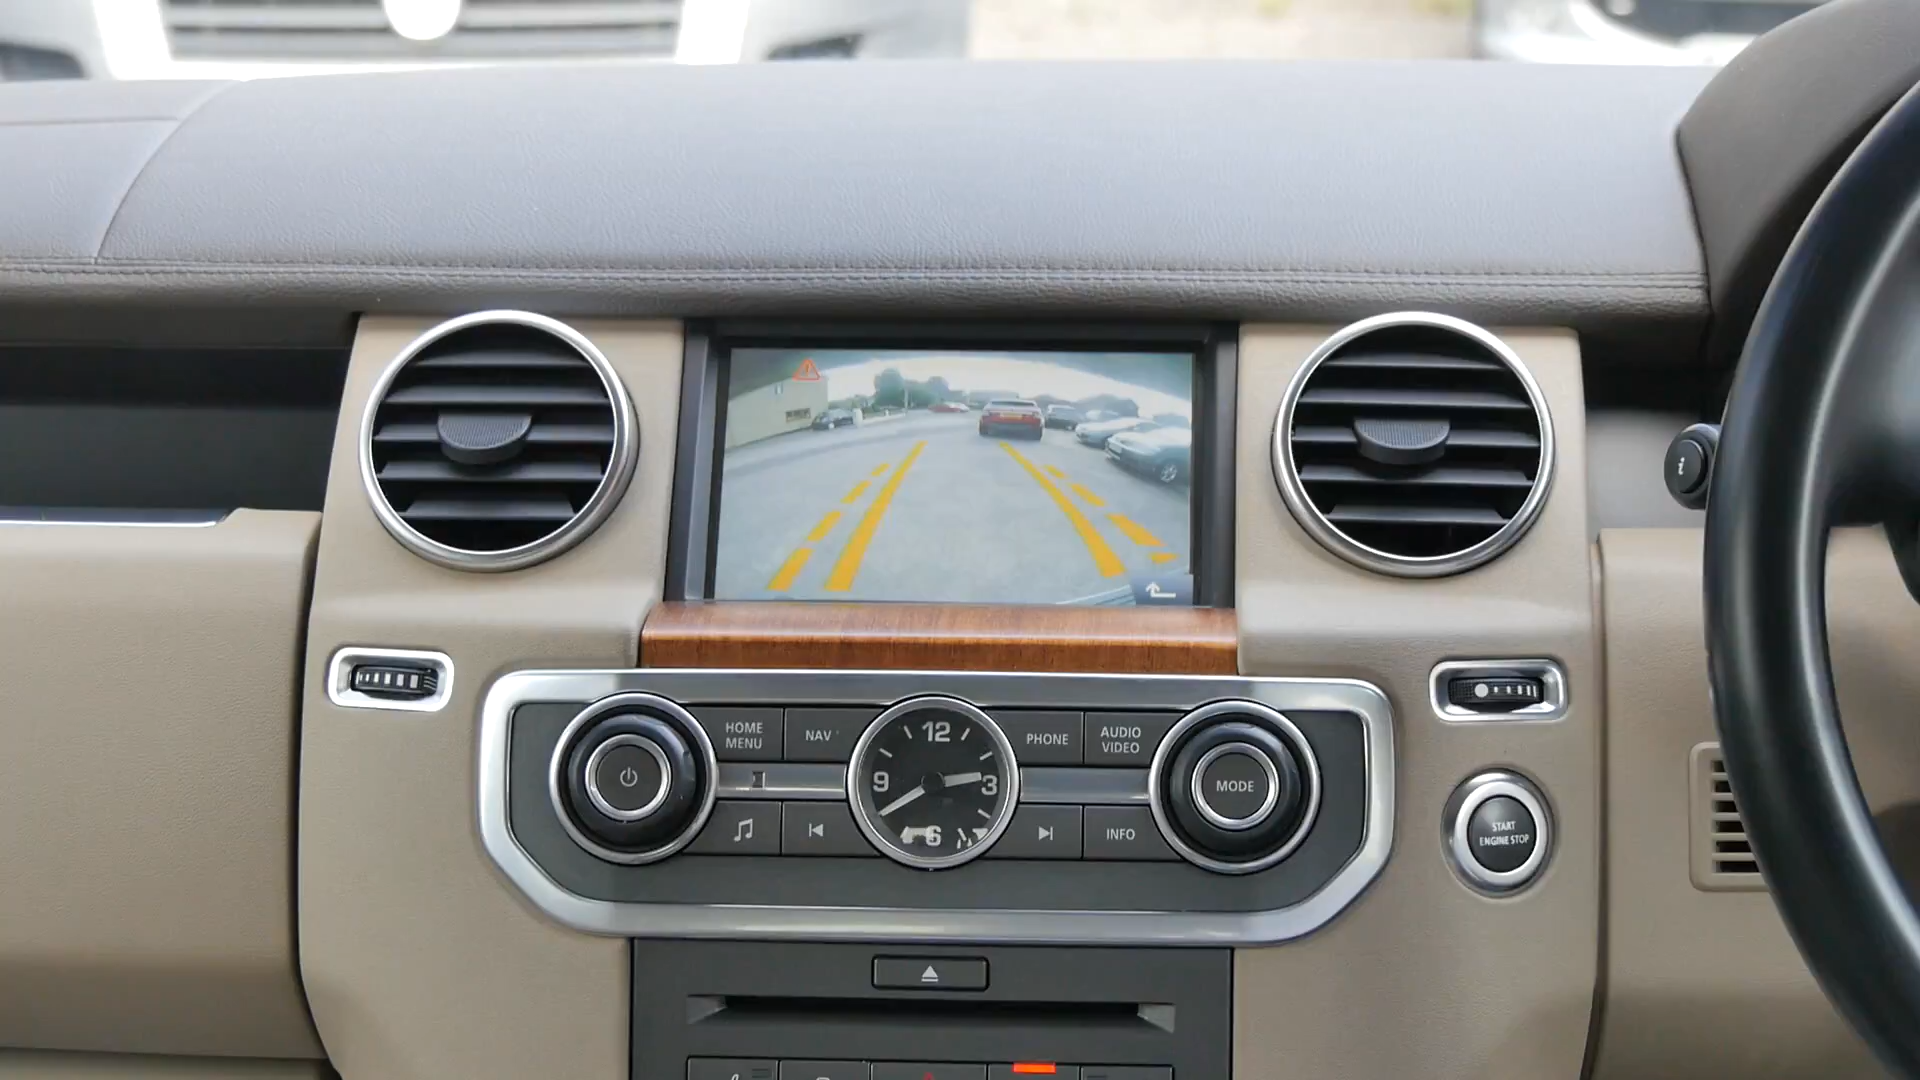 HOME
MENU
NAV
12
9
3
6
PHONE
AUDIO
VIDEO
MODE
INFO
START
ENGINE STOP